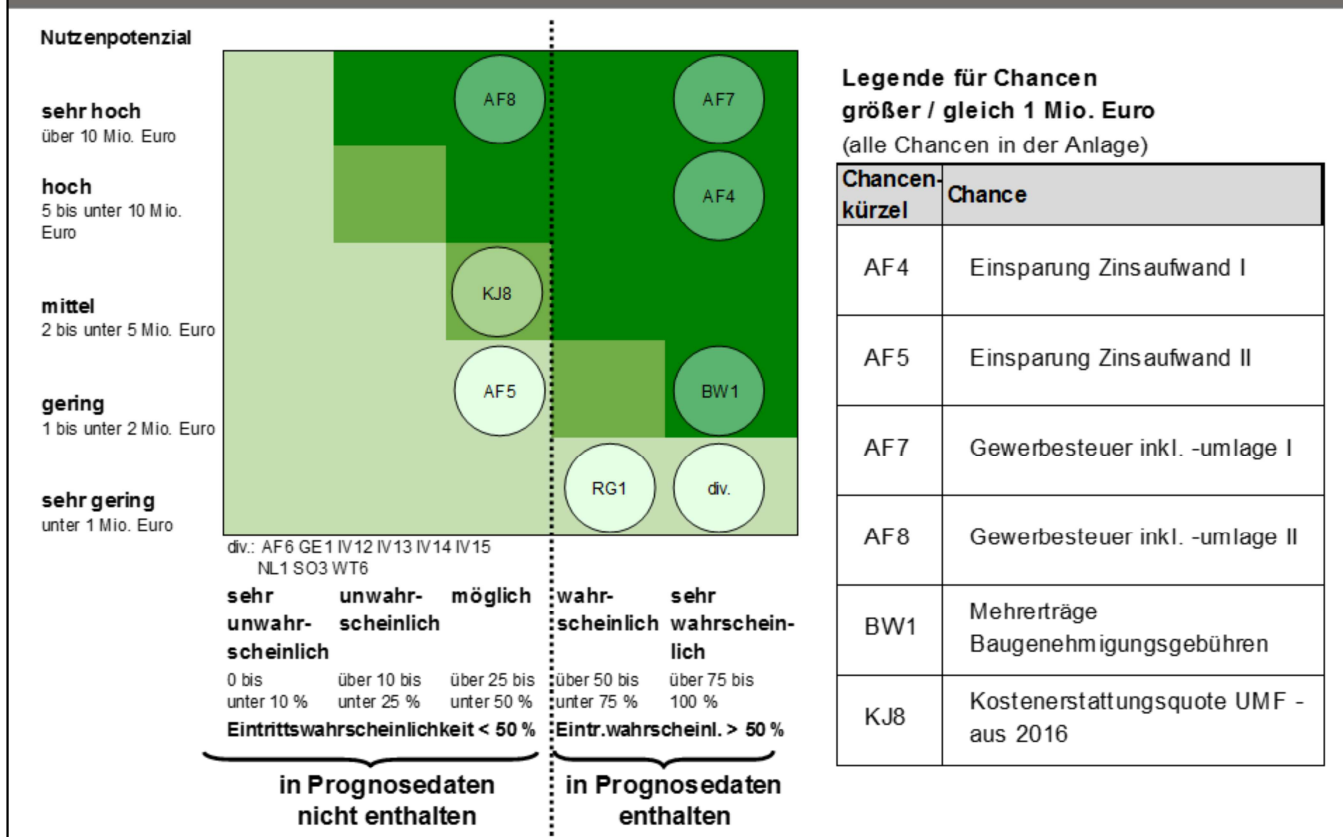 Nutzenpotenzial
sehr hoch
über 10 Mio. Euro
hoch
5 bis unter 10 Mio.
Euro
mittel
2 bis unter 5 Mio. Euro
gering
1 bis unter 2 Mio. Euro
sehr gering
unter 1 Mio. Euro
AF8
AF7
AF4
KJ8
AF5
BW1
RG1
div.
div.: AF6 GE1 IV12 IV13 IV14 IV15
NL1 SO3 WT6
sehr
unwahr-
scheinlich
0 bis
unter 10 %
unwahr-
scheinlich
über 10 bis
unter 25 %
möglich
über 25 bis
unter 50 %
wahr-
scheinlich
über 50 bis
unter 75 %
sehr
wahrschein-
lich
über 75 bis
100 %
Eintrittswahrscheinlichkeit < 50 %
Eintr.wahrscheinl. > 50 %
in Prognosedaten
nicht enthalten
in Prognosedaten
enthalten
Legende für Chancen
größer / gleich 1 Mio. Euro
(alle Chancen in der Anlage)
Chancen-
kürzel
Chance
AF4 Einsparung Zinsaufwand I
AF5 Einsparung Zinsaufwand II
AF7 Gewerbesteuer inkl. -umlage I
AF8 Gewerbesteuer inkl. -umlage II
BW1 Mehrerträge
Baugenehmigungsgebühren
KJ8 Kostenerstattungsquote UMF -
aus 2016